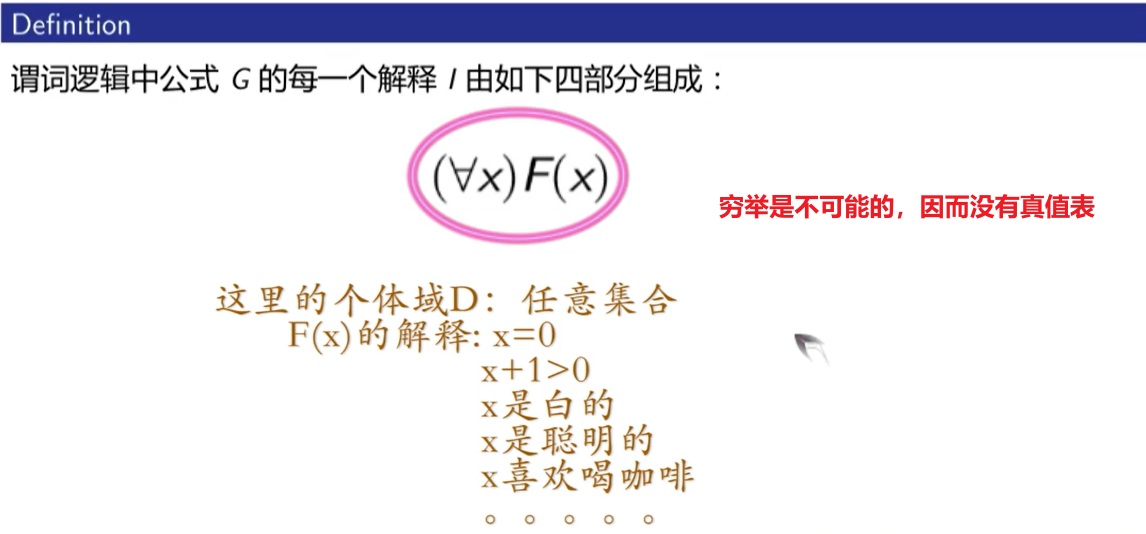 Definition
谓词逻辑中公式 G 的每一个解释 I 由如下四部分组成：
(∀x)F(x)
穷举是不可能的，因而没有真值表
这里的个体域D：任意集合
F(x)的解释: x=0
x+1>0
x是白的
x是聪明的
x喜欢喝咖啡
。。。。。